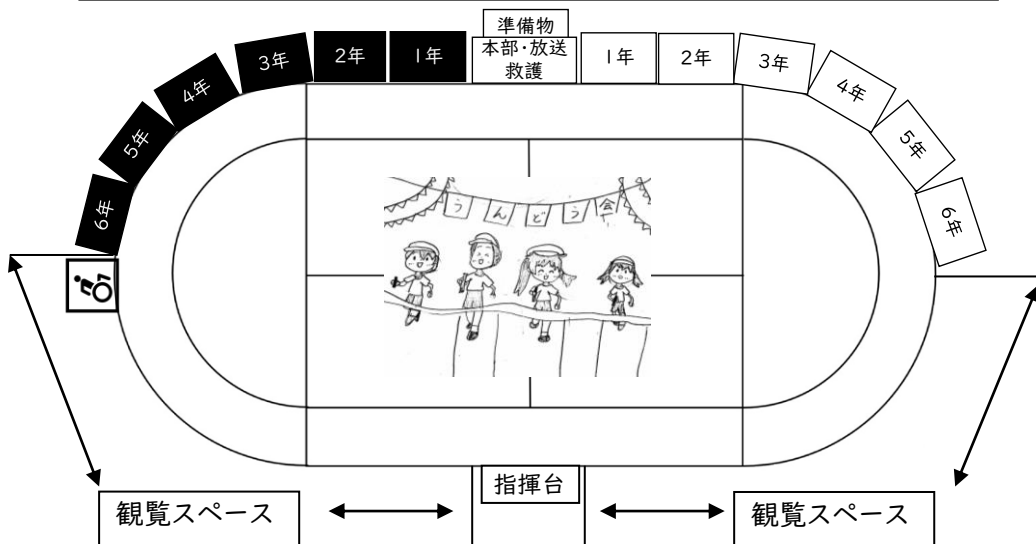 準備物
本部・放送
救護
1年
2年
3年
4年
5年
6年
1年
2年
3年
4年
5年
6年
うんどう会
指揮台
観覧スペース
観覧スペース